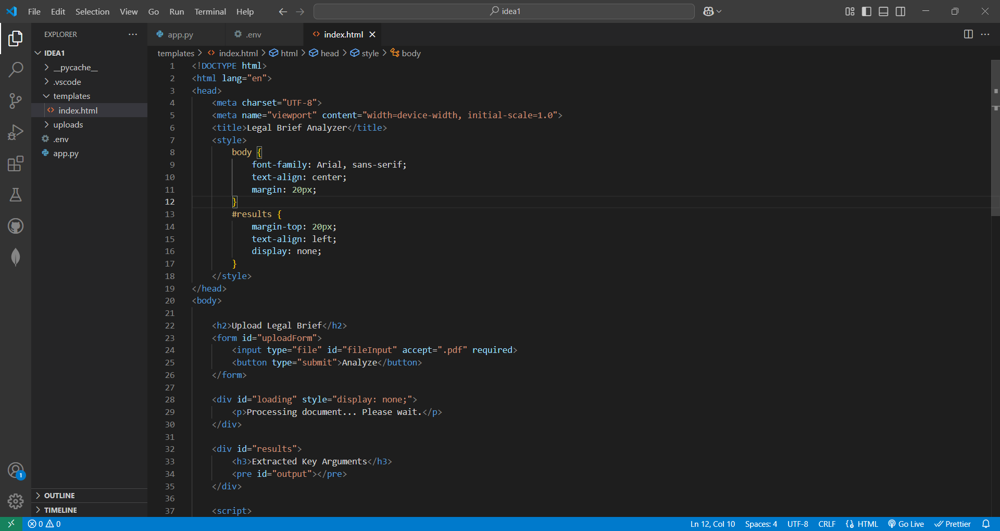 File Edit Selection View Go Run Terminal Help
idea1
EXPLORER
IDEA1
__pycache__
.vscode
templates
index.html
uploads
.env
app.py
OUTLINE
TIMELINE
1
app.py .env index.html
templates > index.html > html > head > style > body
1 <!DOCTYPE html>
2 <html lang="en">
3 <head>
4     <meta charset="UTF-8">
5     <meta name="viewport" content="width=device-width, initial-scale=1.0">
6     <title>Legal Brief Analyzer</title>
7     <style>
8         body {
9             font-family: Arial, sans-serif;
10             text-align: center;
11             margin: 20px;
12         }
13         #results {
14             margin-top: 20px;
15             text-align: left;
16             display: none;
17         }
18     </style>
19 </head>
20 <body>
21
22     <h2>Upload Legal Brief</h2>
23     <form id="uploadForm">
24         <input type="file" id="fileInput" accept=".pdf" required>
25         <button type="submit">Analyze</button>
26     </form>
27
28     <div id="loading" style="display: none;">
29         <p>Processing document... Please wait.</p>
30     </div>
31
32     <div id="results">
33         <h3>Extracted Key Arguments</h3>
34         <pre id="output"></pre>
35     </div>
36
37     <script>
0 0 Ln 12, Col 10 Spaces: 4 UTF-8 CRLF {} HTML Go Live Prettier